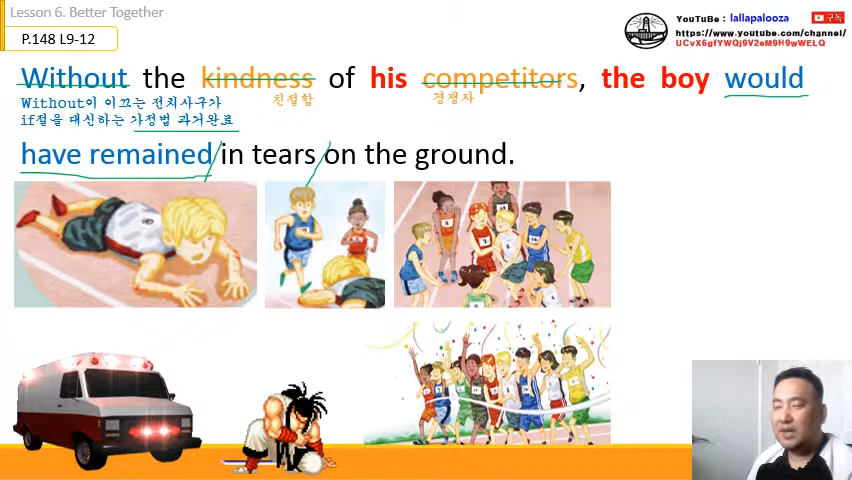 Lesson 6. Better Together
P.148 L9-12
YouTuBe : lallapalooza
구독
https://www.youtube.com/channel/
UCvX6gfYWQj9V2eM9H9wWELQ
Without the kindness of his competitors, the boy would
Without이 이끄는 전치사구가
친절함
경쟁자
if절을 대신하는 가정법 과거완료
have remained in tears on the ground.